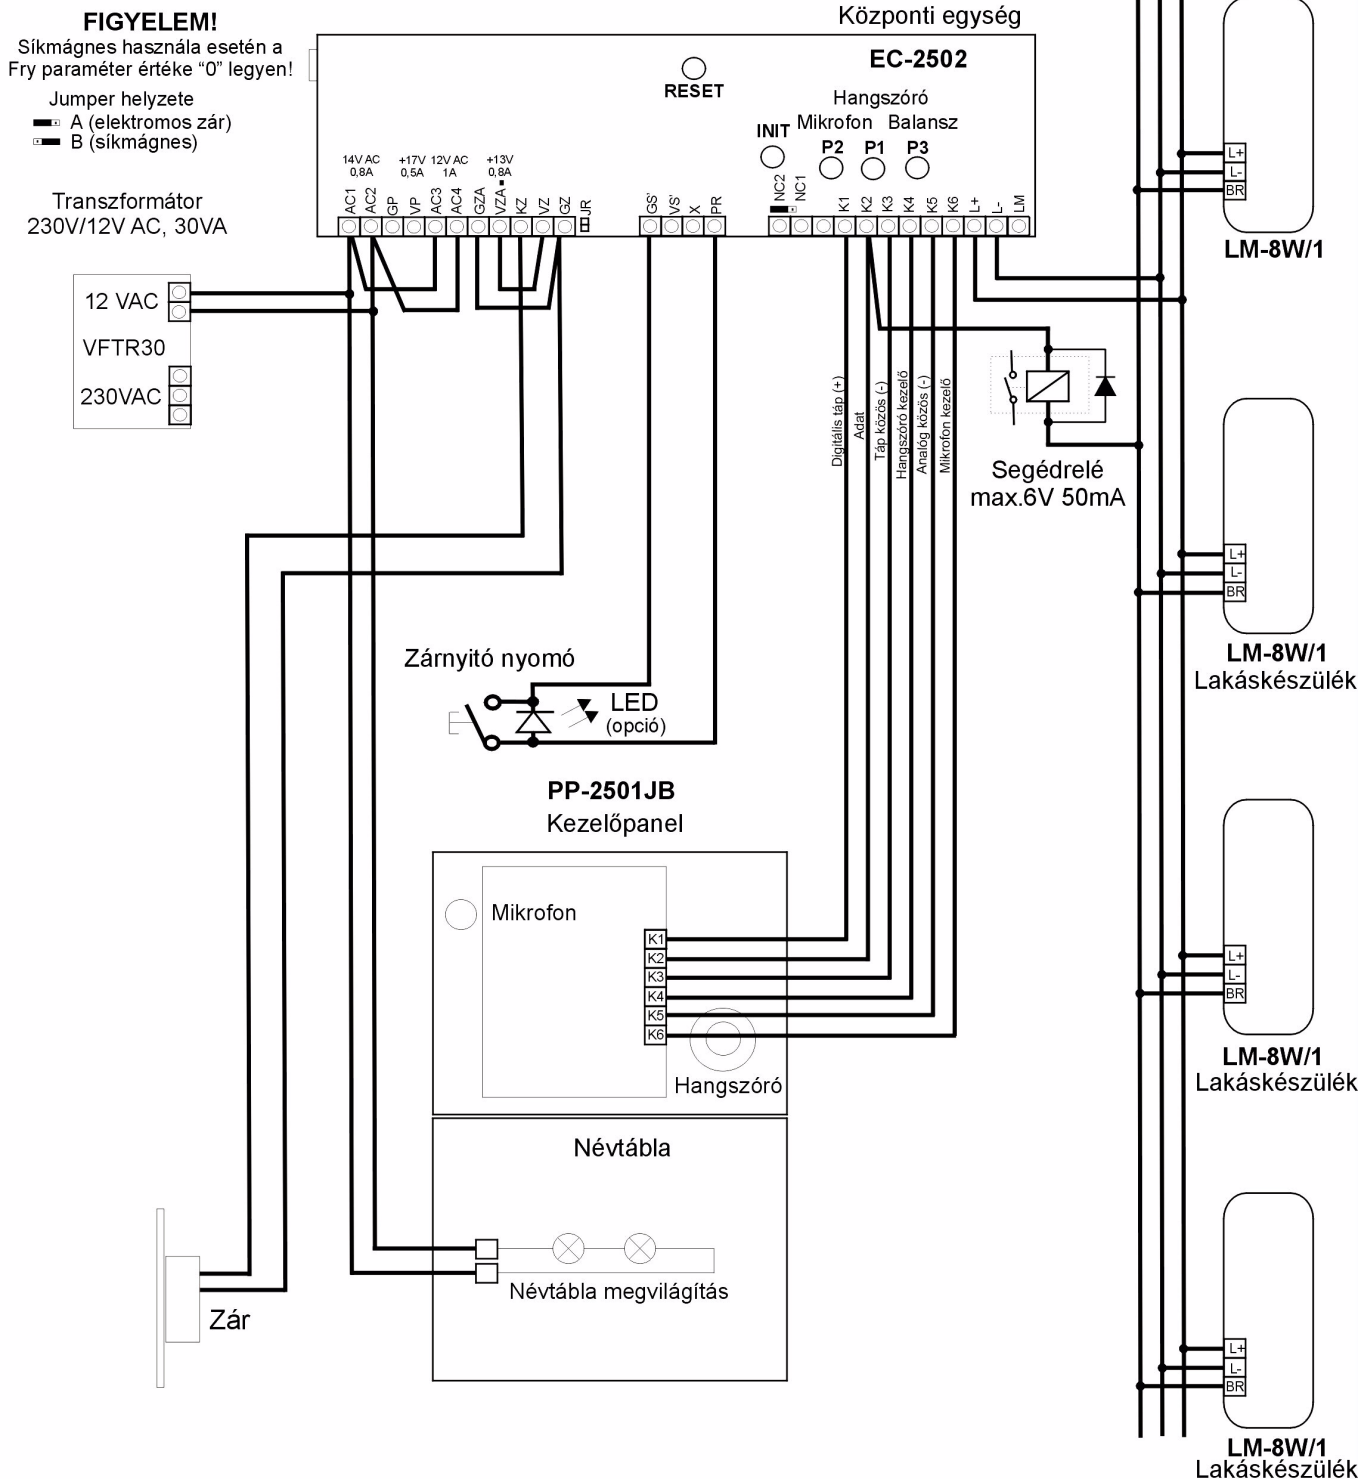 FIGYELEM!
Síkmágnes használa esetén a
Fry paraméter értéke “0” legyen!
Jumper helyzete
A (elektromos zár)
B (síkmágnes)
Transzformátor
230V/12V AC, 30VA
12 VAC
VFTR30
230VAC
Központi egység
EC-2502
RESET
Hangszóró
Mikrofon Balansz
INIT P2 P1 P3
14V AC +17V 12V AC +13V
0,8A 0,5A 1A 0,8A
AC1 AC2 GP VP AC3 AC4 GZA VZA KZ VZ GZ JR
GS' VS' X PR
NC2 NC1 K1 K2 K3 K4 K5 K6 L+ L- LM
Digitális táp (+)
Adat
Táp közös (-)
Hangszóró kezelő
Analóg közös (-)
Mikrofon kezelő
Segédrelé
max.6V 50mA
Zárnyitó nyomó
LED
(opció)
PP-2501JB
Kezelőpanel
Mikrofon
K1
K2
K3
K4
K5
K6
Hangszóró
Névtábla
Névtábla megvilágítás
Zár
L+
L-
BR
LM-8W/1
L+
L-
BR
LM-8W/1
Lakáskészülék
L+
L-
BR
LM-8W/1
Lakáskészülék
L+
L-
BR
LM-8W/1
Lakáskészülék